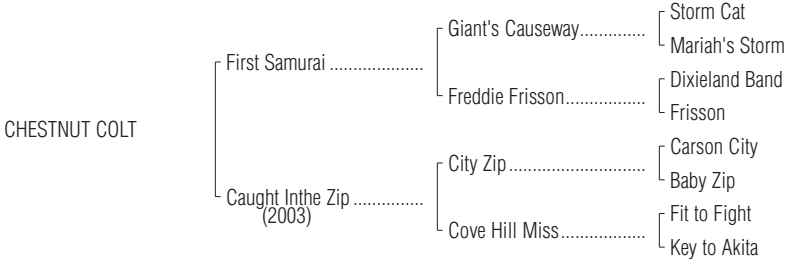 Storm Cat
Giant's Causeway..............
Mariah's Storm
First Samurai ....................
Dixieland Band
Freddie Frisson.................
Frisson
CHESTNUT COLT
Carson City
City Zip.............................
Baby Zip
Caught Inthe Zip ...............
(2003)
Fit to Fight
Cove Hill Miss..................
Key to Akita